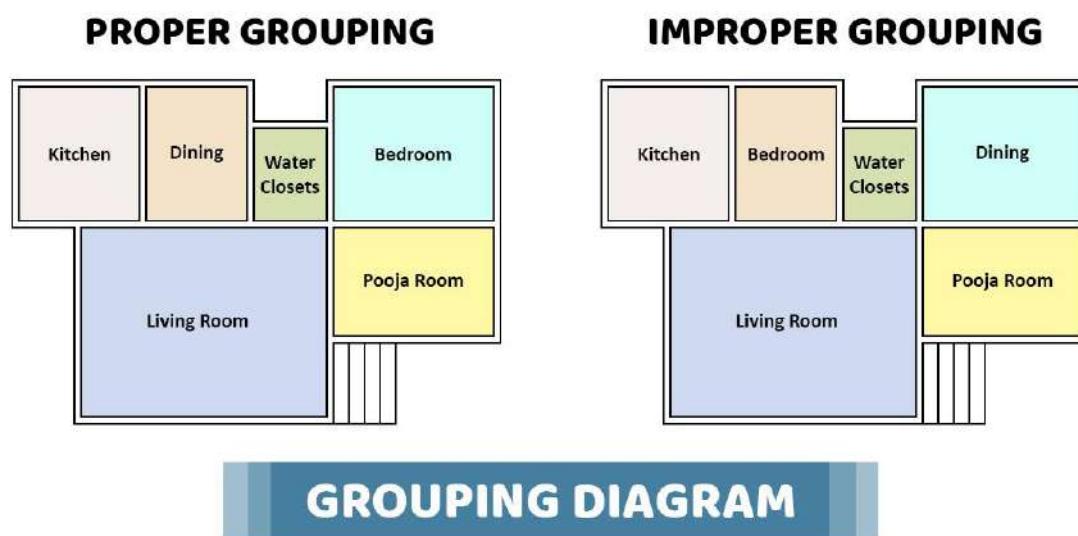 PROPER GROUPING
Kitchen
Dining
Water
Closets
Bedroom
Living Room
Pooja Room
IMPROPER GROUPING
Kitchen
Bedroom
Water
Closets
Dining
Living Room
Pooja Room
GROUPING DIAGRAM